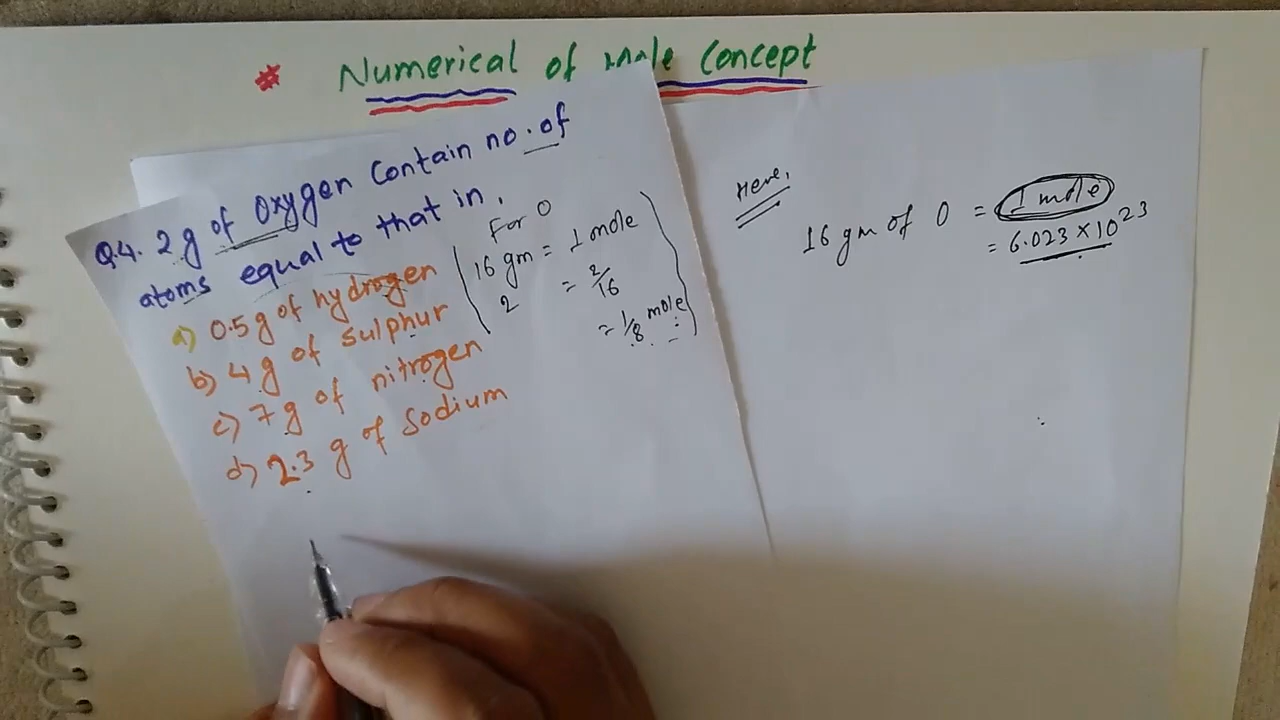 * Numerical of Mole Concept
Q.4. 2 g of Oxygen Contain no. of
atoms equal to that in.
a) 0.5 g of hydrogen
b) 4 g of sulphur
c) 7 g of nitrogen
d) 2.3 g of Sodium
For O
16 gm = 1 mole
2 = 2/16
= 1/8 mole
Here,
16 gm of O = 1 mole
= 6.023 × 10²³